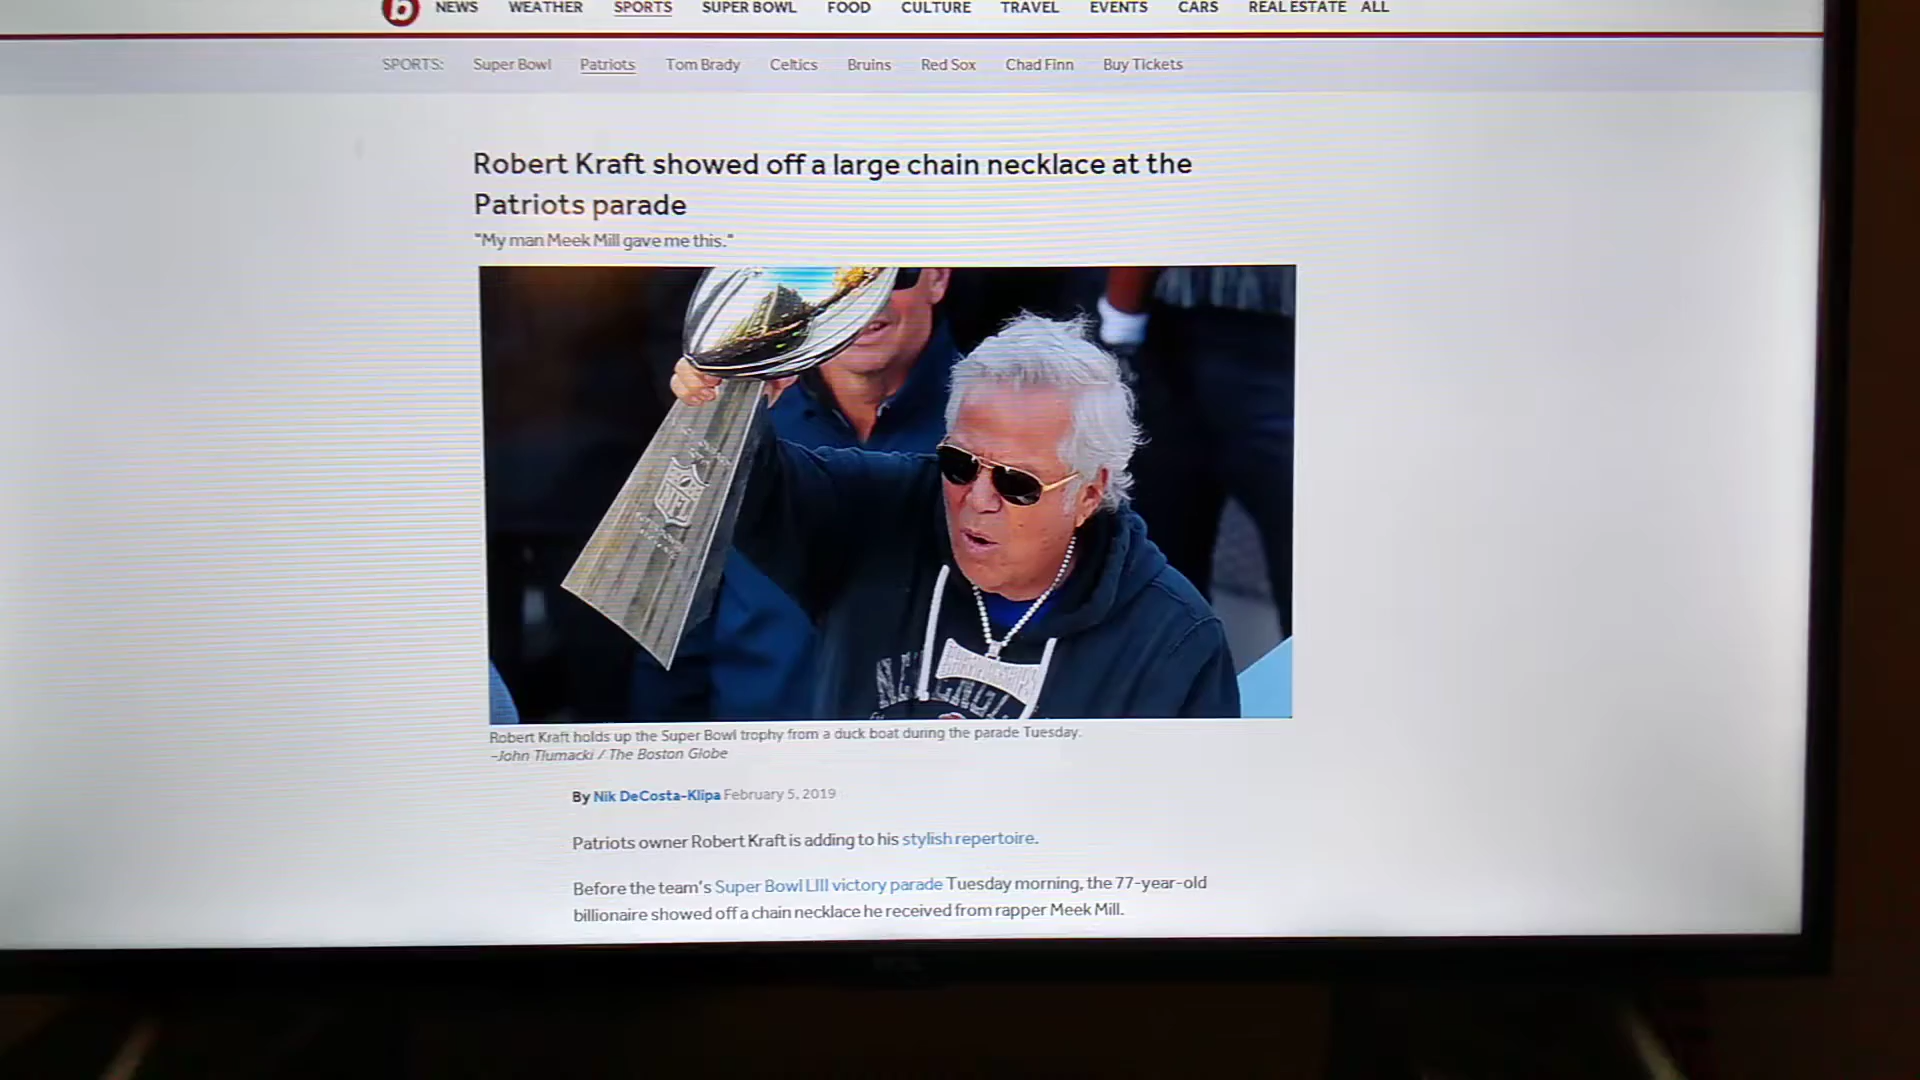 b NEWS WEATHER SPORTS SUPER BOWL FOOD CULTURE TRAVEL EVENTS CARS REAL ESTATE ALL
SPORTS: Super Bowl Patriots Tom Brady Celtics Bruins Red Sox Chad Finn Buy Tickets
Robert Kraft showed off a large chain necklace at the
Patriots parade
"My man Meek Mill gave me this."
NFL
Robert Kraft holds up the Super Bowl trophy from a duck boat during the parade Tuesday.
–John Tlumacki / The Boston Globe
By Nik DeCosta-Klipa February 5, 2019
Patriots owner Robert Kraft is adding to his stylish repertoire.
Before the team's Super Bowl LIII victory parade Tuesday morning, the 77-year-old
billionaire showed off a chain necklace he received from rapper Meek Mill.